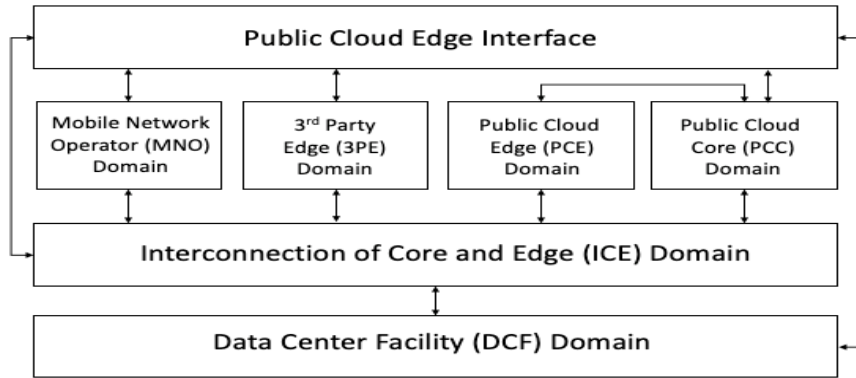 Public Cloud Edge Interface
Mobile Network
Operator (MNO)
Domain
3rd Party
Edge (3PE)
Domain
Public Cloud
Edge (PCE)
Domain
Public Cloud
Core (PCC)
Domain
Interconnection of Core and Edge (ICE) Domain
Data Center Facility (DCF) Domain